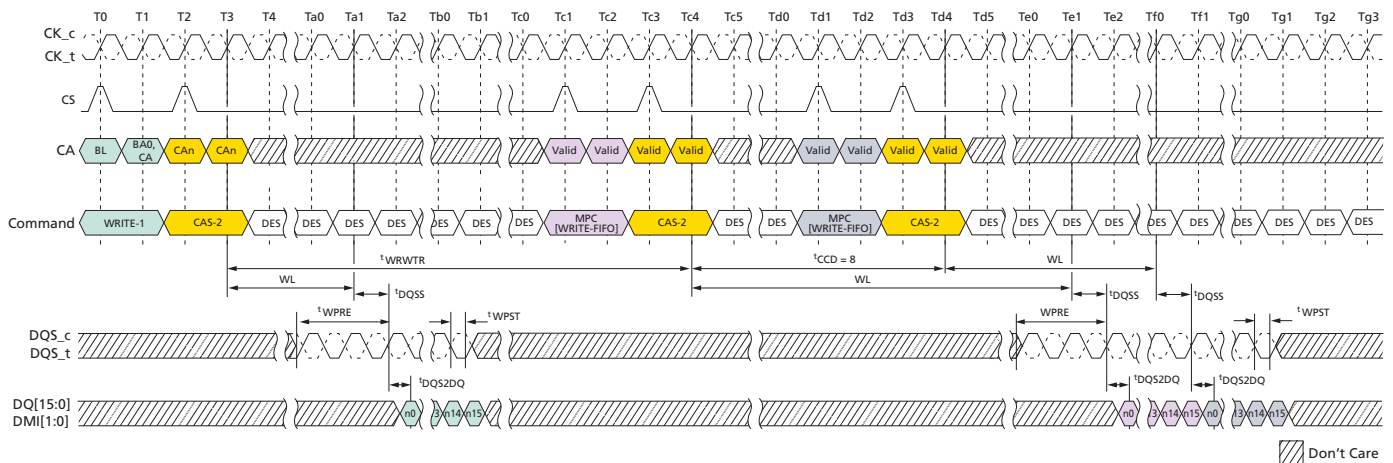 T0 T1 T2 T3 T4 Ta0 Ta1 Ta2 Tb0 Tb1 Tc0 Tc1 Tc2 Tc3 Tc4 Tc5 Td0 Td1 Td2 Td3 Td4 Td5 Te0 Te1 Te2 Tf0 Tf1 Tg0 Tg1 Tg2 Tg3
CK_c
CK_t
CS
CA BL BA0, CA CAn CAn Valid Valid Valid Valid Valid Valid Valid Valid
Command WRITE-1 CAS-2 DES DES DES DES DES DES DES MPC [WRITE-FIFO] CAS-2 DES DES MPC [WRITE-FIFO] CAS-2 DES DES DES DES DES DES DES DES DES DES
tWRWTR tCCD = 8 WL
WL WL
tDQSS tDQSS tDQSS
tWPRE tWPST WPRE tWPST
DQS_c
DQS_t
tDQS2DQ tDQS2DQ tDQS2DQ
DQ[15:0]
DMI[1:0]
n0 n14 n15 n0 n14 n15 n0 n14 n15
Don't Care